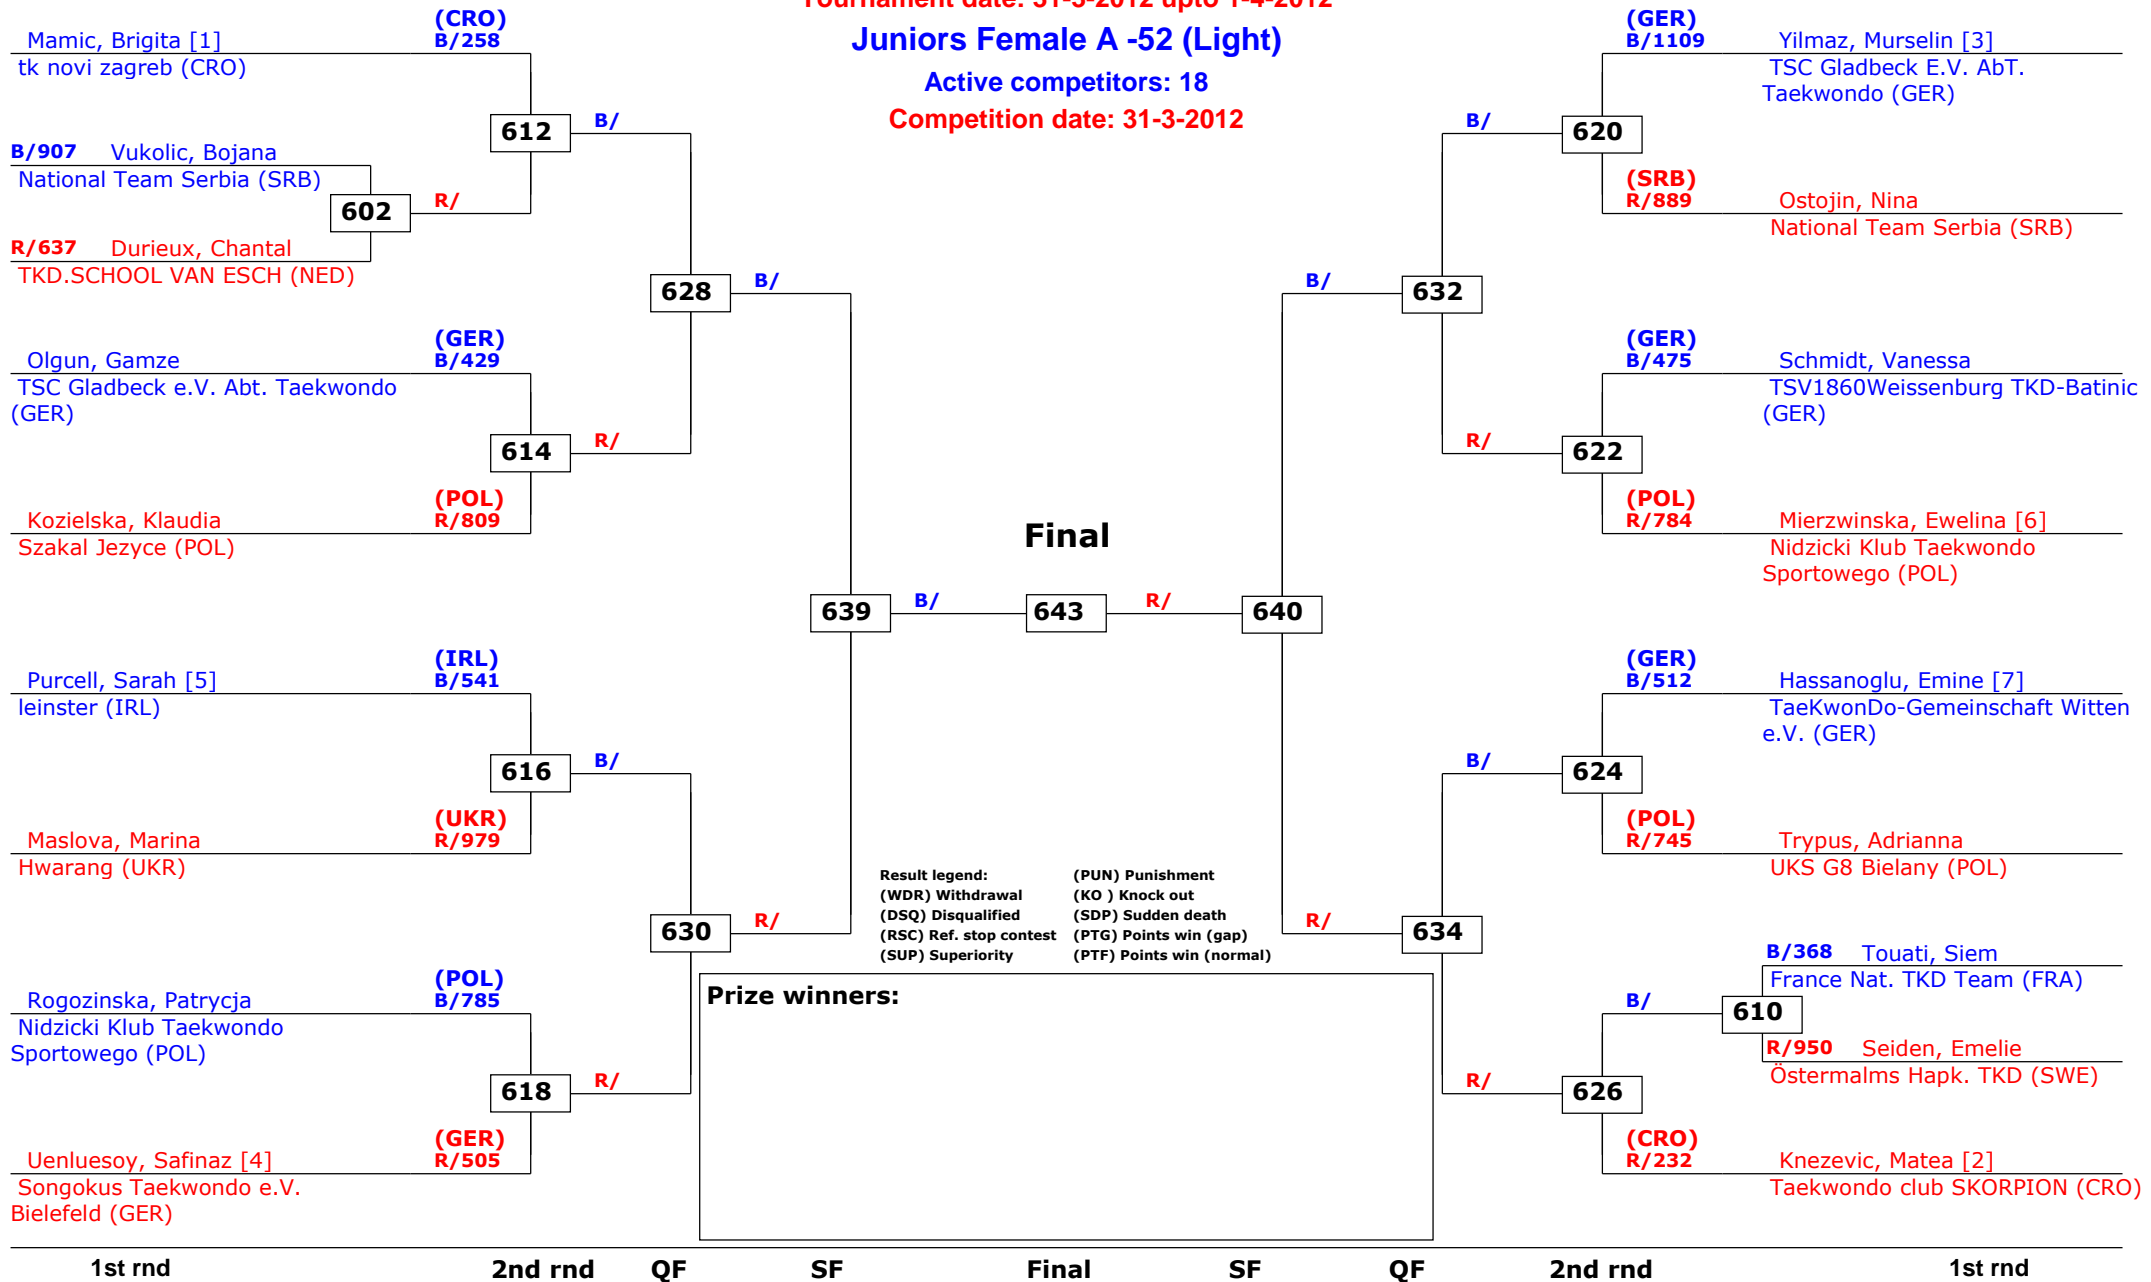 Tournament date: 31-3-2012 upto 1-4-2012
Juniors Female A -52 (Light)
Active competitors: 18
Competition date: 31-3-2012
(CRO)
Mamic, Brigita [1] B/258
tk novi zagreb (CRO)
612
B/
B/907 Vukolic, Bojana
National Team Serbia (SRB)
602
R/
R/637 Durieux, Chantal
TKD.SCHOOL VAN ESCH (NED)
628
B/
(GER)
Olgun, Gamze B/429
TSC Gladbeck e.V. Abt. Taekwondo
(GER)
614
R/
(POL)
Kozielska, Klaudia R/809
Szakal Jezyce (POL)
639
B/
(IRL)
Purcell, Sarah [5] B/541
leinster (IRL)
616
B/
(UKR)
Maslova, Marina R/979
Hwarang (UKR)
630
R/
(POL)
Rogozinska, Patrycja B/785
Nidzicki Klub Taekwondo
Sportowego (POL)
618
R/
(GER)
Uenluesoy, Safinaz [4] R/505
Songokus Taekwondo e.V.
Bielefeld (GER)
Final
643
R/
640
(GER)
B/1109 Yilmaz, Murselin [3]
TSC Gladbeck E.V. AbT.
Taekwondo (GER)
B/
620
(SRB)
R/889 Ostojin, Nina
National Team Serbia (SRB)
B/
632
(GER)
B/475 Schmidt, Vanessa
TSV1860Weissenburg TKD-Batinic
(GER)
R/
622
(POL)
R/784 Mierzwinska, Ewelina [6]
Nidzicki Klub Taekwondo
Sportowego (POL)
(GER)
B/512 Hassanoglu, Emine [7]
TaeKwonDo-Gemeinschaft Witten
e.V. (GER)
B/
624
(POL)
R/745 Trypus, Adrianna
UKS G8 Bielany (POL)
R/
634
B/368 Touati, Siem
France Nat. TKD Team (FRA)
B/
610
R/950 Seiden, Emelie
Östermalms Hapk. TKD (SWE)
R/
626
(CRO)
R/232 Knezevic, Matea [2]
Taekwondo club SKORPION (CRO)
Result legend: (PUN) Punishment
(WDR) Withdrawal (KO ) Knock out
(DSQ) Disqualified (SDP) Sudden death
(RSC) Ref. stop contest (PTG) Points win (gap)
(SUP) Superiority (PTF) Points win (normal)
Prize winners:
1st rnd 2nd rnd QF SF Final SF QF 2nd rnd 1st rnd